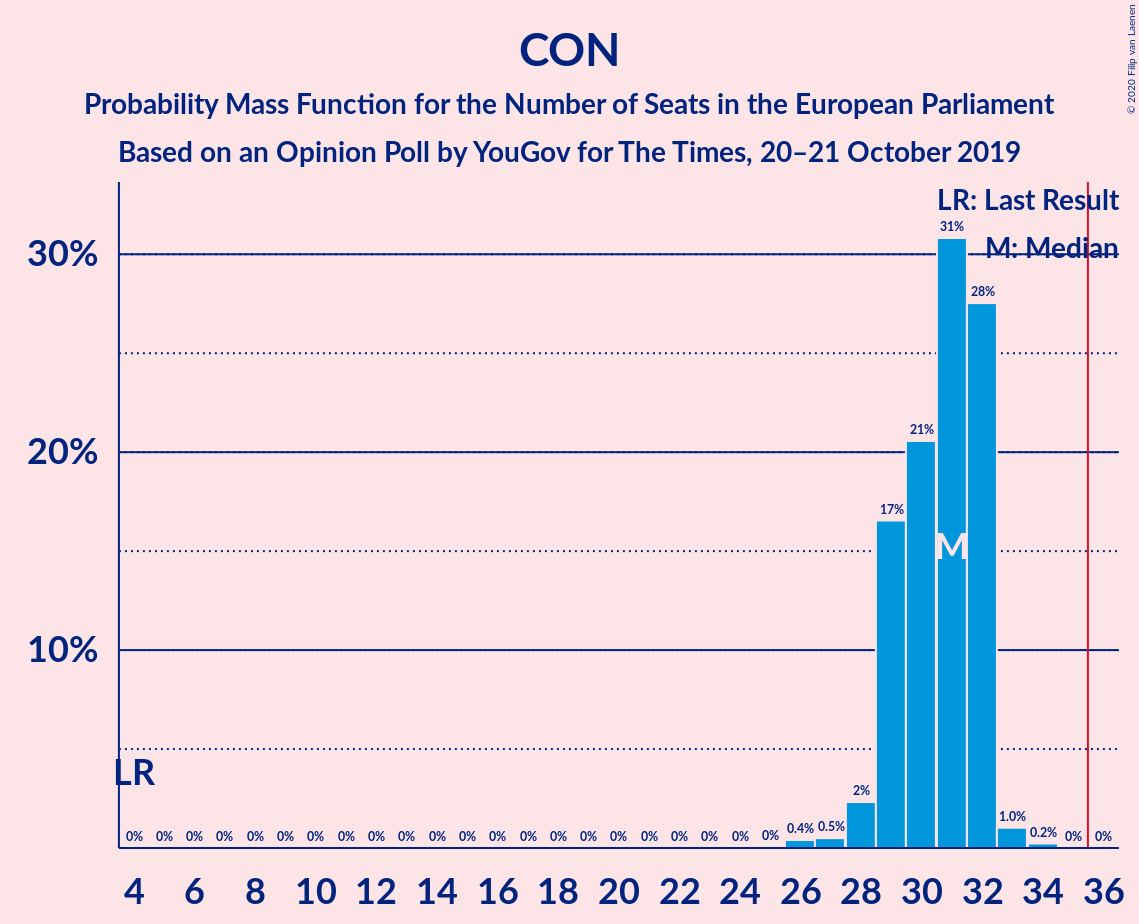 CON
Probability Mass Function for the Number of Seats in the European Parliament
Based on an Opinion Poll by YouGov for The Times, 20–21 October 2019
© 2020 Filip van Laenen
LR: Last Result
M: Median
30%
20%
10%
31%
28%
21%
17%
M
LR
2%
0% 0% 0% 0% 0% 0% 0% 0% 0% 0% 0% 0% 0% 0% 0% 0% 0% 0% 0% 0% 0% 0% 0.4% 0.5% 1.0% 0.2% 0% 0%
4 6 8 10 12 14 16 18 20 22 24 26 28 30 32 34 36